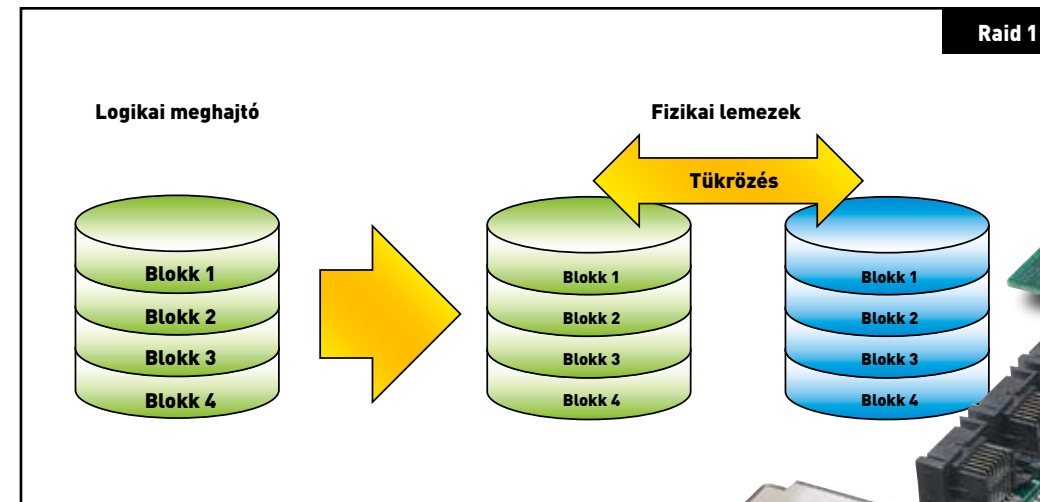 Raid 1
Logikai meghajtó
Fizikai lemezek
Tükrözés
Blokk 1
Blokk 2
Blokk 3
Blokk 4
Blokk 1
Blokk 2
Blokk 3
Blokk 4
Blokk 1
Blokk 2
Blokk 3
Blokk 4